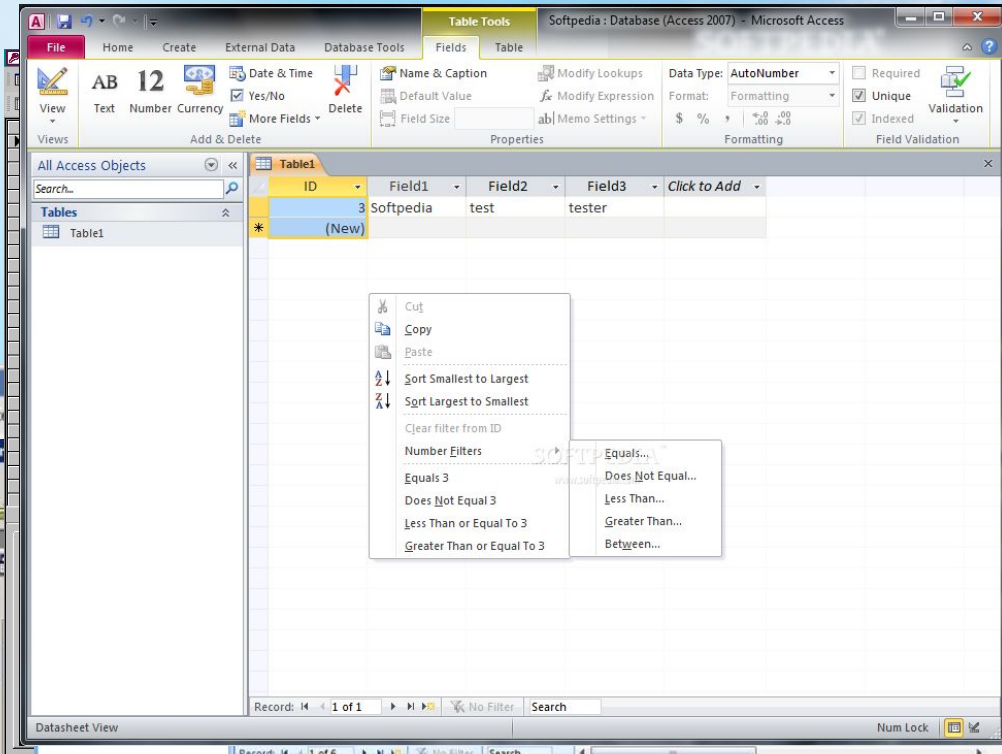 Table Tools
Softpedia : Database (Access 2007) - Microsoft Access
File Home Create External Data Database Tools Fields Table
View
Views
AB Text
12 Number
Currency
Date & Time
Yes/No
More Fields
Delete
Add & Delete
Name & Caption
Default Value
Field Size
Modify Lookups
fx Modify Expression
ab Memo Settings
Properties
Data Type: AutoNumber
Format: Formatting
$ % , .00 .00
Formatting
Required
Unique
Indexed
Validation
Field Validation
All Access Objects
Search...
Tables
Table1
Table1
ID Field1 Field2 Field3 Click to Add
3 Softpedia test tester
(New)
Cut
Copy
Paste
Sort Smallest to Largest
Sort Largest to Smallest
Clear filter from ID
Number Filters
Equals 3
Does Not Equal 3
Less Than or Equal To 3
Greater Than or Equal To 3
Equals...
Does Not Equal...
Less Than...
Greater Than...
Between...
SOFTPEDIA
Record: 1 of 1 No Filter Search
Datasheet View
Num Lock
Record: 1 of 6 No Filter Search